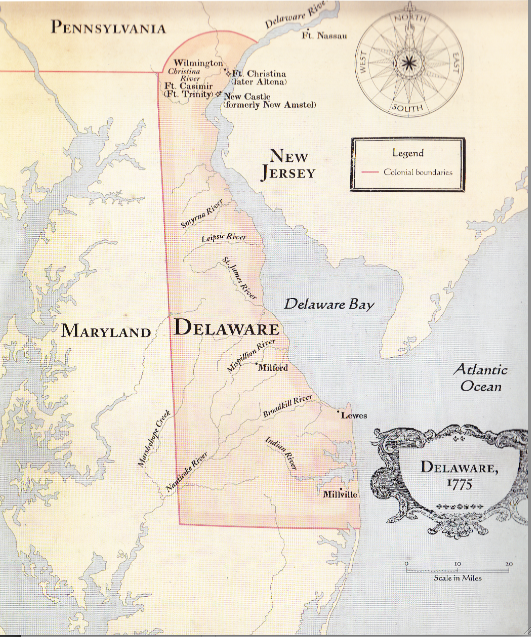 PENNSYLVANIA
Delaware River
Ft. Nassau
NORTH
WEST
EAST
SOUTH
Wilmington
Christina
River
Ft. Christina
(later Altona)
Ft. Casimir
(Ft. Trinity)
New Castle
(formerly Now Amstel)
NEW
JERSEY
Legend
Colonial boundaries
Smyrna River
Leipsic River
St. Jones River
Delaware Bay
MARYLAND
DELAWARE
Mispillion River
Milford
Atlantic
Ocean
Broadkill River
Lewes
Marshyhope Creek
Nanticoke River
Indian River
Millville
DELAWARE,
1775
0 10 20
Scale in Miles